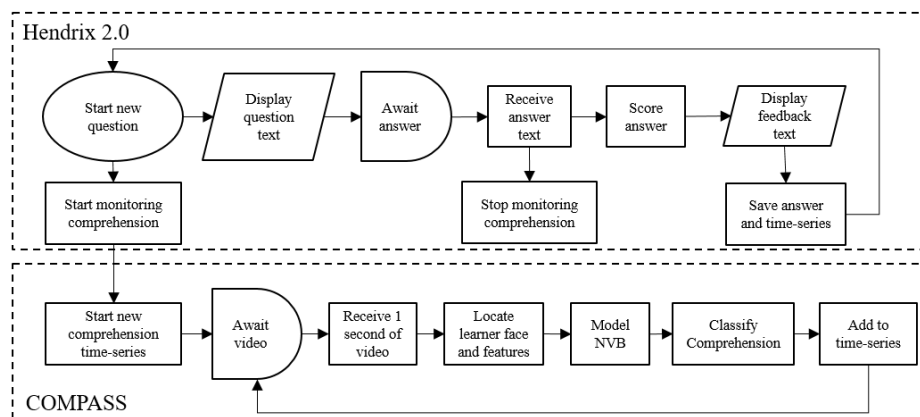 Hendrix 2.0
Start new
question
Display
question
text
Await
answer
Receive
answer
text
Score
answer
Display
feedback
text
Start monitoring
comprehension
Stop monitoring
comprehension
Save answer
and time-series
Start new
comprehension
time-series
Await
video
Receive 1
second of
video
Locate
learner face
and features
Model
NVB
Classify
Comprehension
Add to
time-series
COMPASS